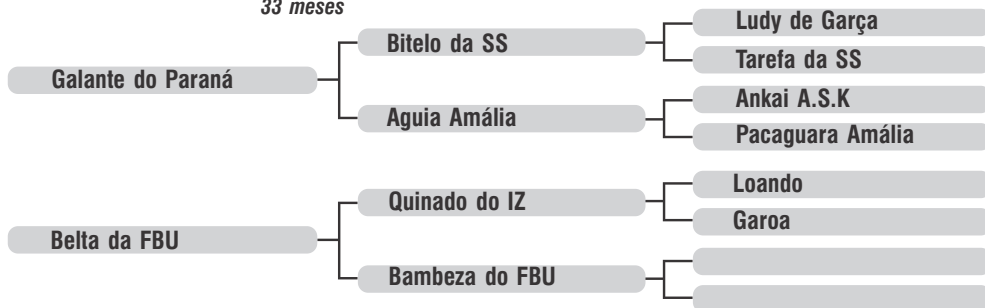 33 meses
Galante do Paraná
Bitelo da SS
Ludy de Garça
Tarefa da SS
Aguia Amália
Ankai A.S.K
Pacaguara Amália
Belta da FBU
Quinado do IZ
Loando
Garoa
Bambeza do FBU